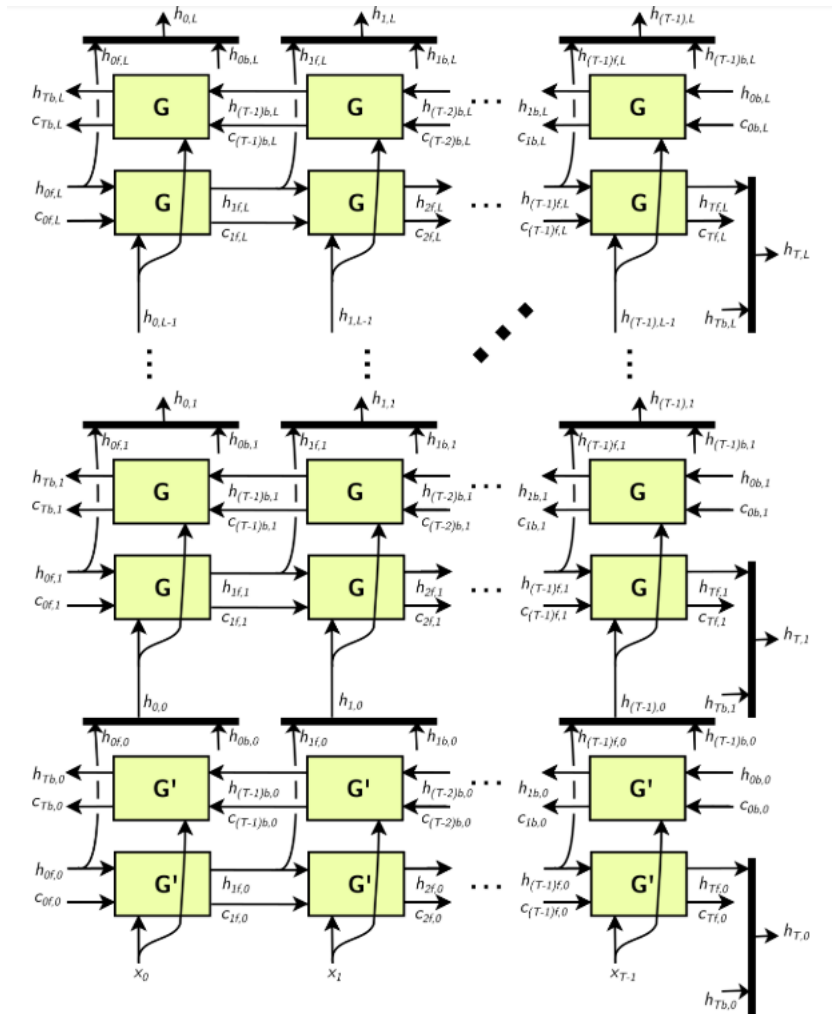 h0,L h1,L h(T-1),L
h0f,L h0b,L h1f,L h1b,L h(T-1)f,L h(T-1)b,L
hTb,L G h(T-1)b,L G h(T-2)b,L ... h1b,L G h0b,L
cTb,L c(T-1)b,L c(T-2)b,L c1b,L c0b,L
h0f,L G h1f,L G h2f,L ... h(T-1)f,L G hTf,L
c0f,L c1f,L c2f,L c(T-1)f,L cTf,L
hT,L
h0,L-1 h1,L-1 h(T-1),L-1 hTb,L
h0,1 h1,1 h(T-1),1
h0f,1 h0b,1 h1f,1 h1b,1 h(T-1)f,1 h(T-1)b,1
hTb,1 G h(T-1)b,1 G h(T-2)b,1 ... h1b,1 G h0b,1
cTb,1 c(T-1)b,1 c(T-2)b,1 c1b,1 c0b,1
h0f,1 G h1f,1 G h2f,1 ... h(T-1)f,1 G hTf,1
c0f,1 c1f,1 c2f,1 c(T-1)f,1 cTf,1
hT,1
h0,0 h1,0 h(T-1),0 hTb,1
h0f,0 h0b,0 h1f,0 h1b,0 h(T-1)f,0 h(T-1)b,0
hTb,0 G' h(T-1)b,0 G' h(T-2)b,0 ... h1b,0 G' h0b,0
cTb,0 c(T-1)b,0 c(T-2)b,0 c1b,0 c0b,0
h0f,0 G' h1f,0 G' h2f,0 ... h(T-1)f,0 G' hTf,0
c0f,0 c1f,0 c2f,0 c(T-1)f,0 cTf,0
hT,0
x0 x1 xT-1 hTb,0